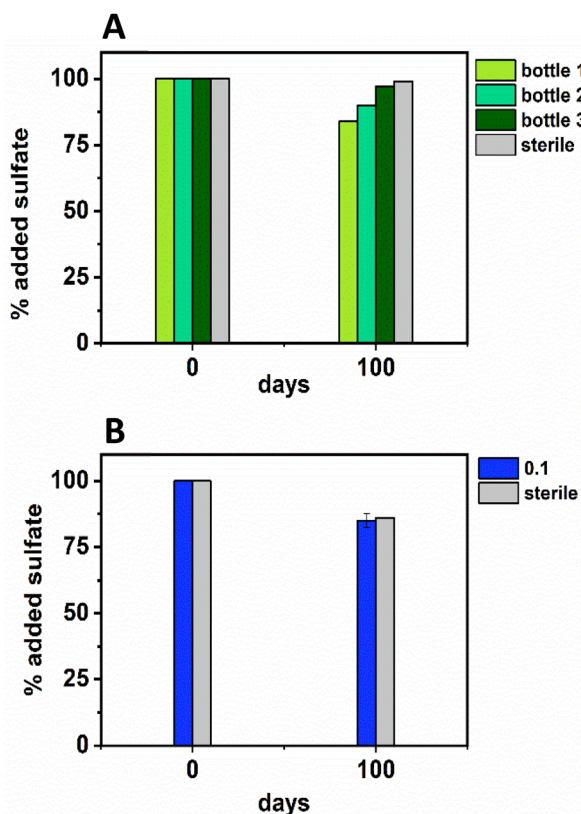 A
% added sulfate
100
75
50
25
0
0
100
days
bottle 1
bottle 2
bottle 3
sterile
B
% added sulfate
100
75
50
25
0
0
100
days
0.1
sterile